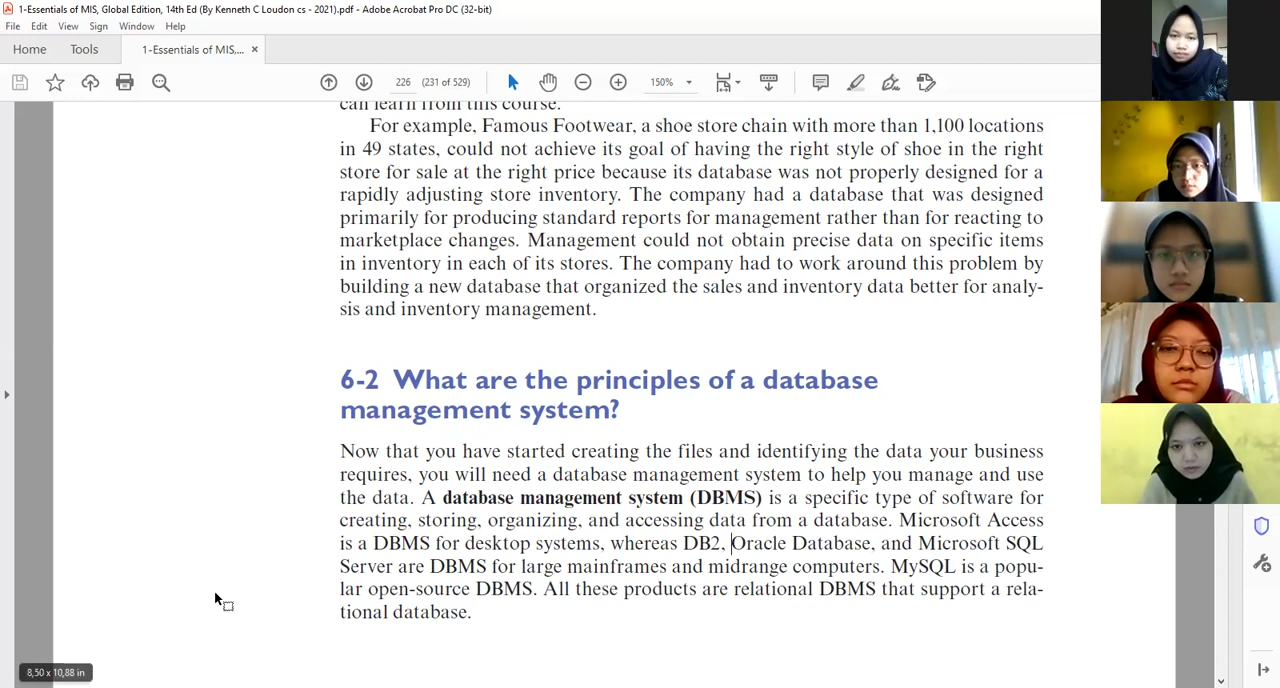 1-Essentials of MIS, Global Edition, 14th Ed (By Kenneth C Loudon cs - 2021).pdf - Adobe Acrobat Pro DC (32-bit)
File Edit View Sign Window Help
Home Tools 1-Essentials of MIS,... ×
226 (231 of 529) 150%
can learn from this course.
For example, Famous Footwear, a shoe store chain with more than 1,100 locations
in 49 states, could not achieve its goal of having the right style of shoe in the right
store for sale at the right price because its database was not properly designed for a
rapidly adjusting store inventory. The company had a database that was designed
primarily for producing standard reports for management rather than for reacting to
marketplace changes. Management could not obtain precise data on specific items
in inventory in each of its stores. The company had to work around this problem by
building a new database that organized the sales and inventory data better for analy-
sis and inventory management.
6-2 What are the principles of a database
management system?
Now that you have started creating the files and identifying the data your business
requires, you will need a database management system to help you manage and use
the data. A database management system (DBMS) is a specific type of software for
creating, storing, organizing, and accessing data from a database. Microsoft Access
is a DBMS for desktop systems, whereas DB2, Oracle Database, and Microsoft SQL
Server are DBMS for large mainframes and midrange computers. MySQL is a popu-
lar open-source DBMS. All these products are relational DBMS that support a rela-
tional database.
8,50 x 10,88 in